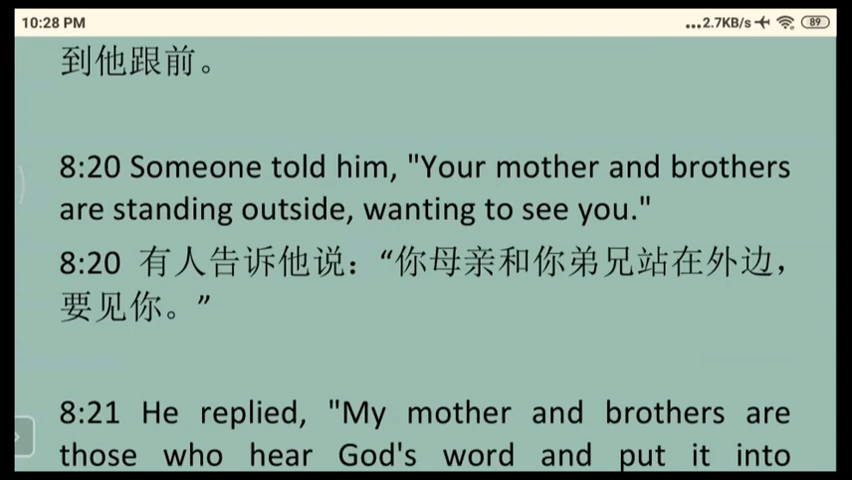 10:28 PM ...2.7KB/s 89
到他跟前。
8:20 Someone told him, "Your mother and brothers
are standing outside, wanting to see you."
8:20 有人告诉他说：“你母亲和你弟兄站在外边，
要见你。”
8:21 He replied, "My mother and brothers are
those who hear God's word and put it into